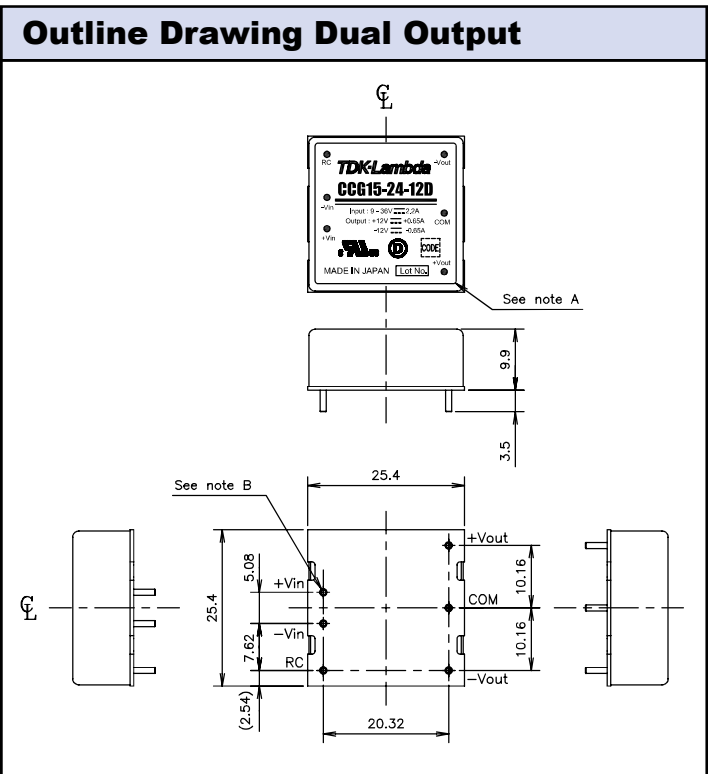 Outline Drawing Dual Output
℄
RC
-Vout
TDK-Lambda
CCG15-24-12D
-Vin
Input : 9 - 36V 2.2A
Output : +12V +0.65A
COM
-12V -0.65A
+Vin
CODE
+Vout
MADE IN JAPAN Lot No.
See note A
9.9
3.5
25.4
See note B
+Vout
+Vin
5.08
10.16
℄
25.4
COM
-Vin
7.62
10.16
RC
-Vout
(2.54)
20.32